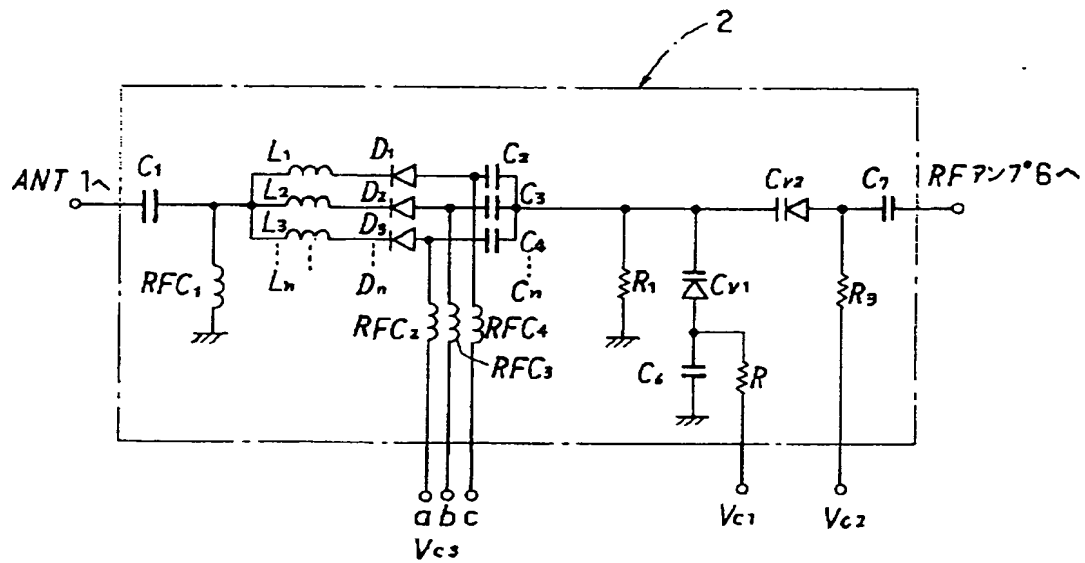 2
ANT 1へ
C₁
L₁
D₁
C₂
L₂
D₂
C₃
L₃
D₃
C₄
Lₙ
Dₙ
Cₙ
RFC₁
RFC₂
RFC₄
RFC₃
R₁
Cv1
C₆
R
Cv2
C₇
RFアンプ6へ
R₃
a b c
Vc₃
Vc₁
Vc₂